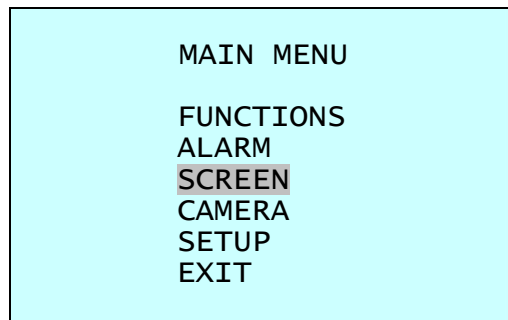 MAIN MENU
FUNCTIONS
ALARM
SCREEN
CAMERA
SETUP
EXIT